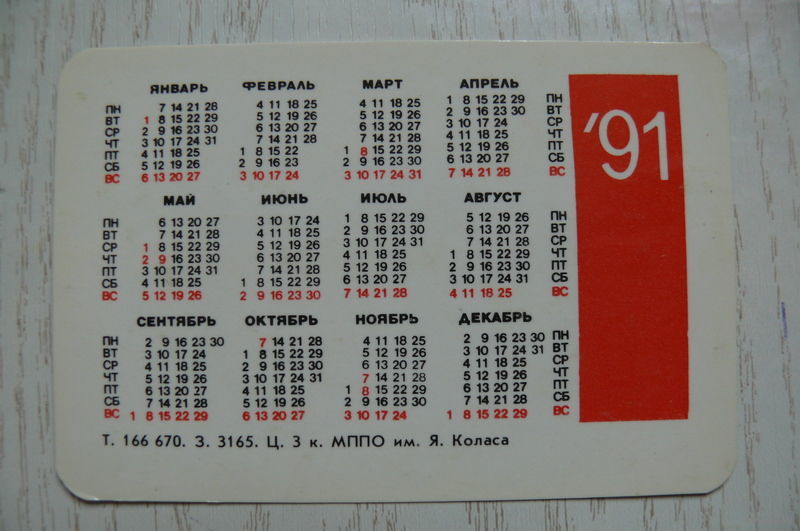 ЯНВАРЬ ФЕВРАЛЬ МАРТ АПРЕЛЬ
ПН 7 14 21 28 4 11 18 25 4 11 18 25 1 8 15 22 29 ПН
ВТ 1 8 15 22 29 5 12 19 26 5 12 19 26 2 9 16 23 30 ВТ
СР 2 9 16 23 30 6 13 20 27 6 13 20 27 3 10 17 24 СР
ЧТ 3 10 17 24 31 7 14 21 28 7 14 21 28 4 11 18 25 ЧТ
ПТ 4 11 18 25 1 8 15 22 1 8 15 22 29 5 12 19 26 ПТ
СБ 5 12 19 26 2 9 16 23 2 9 16 23 30 6 13 20 27 СБ
ВС 6 13 20 27 3 10 17 24 3 10 17 24 31 7 14 21 28 ВС
'91
МАЙ ИЮНЬ ИЮЛЬ АВГУСТ
ПН 6 13 20 27 3 10 17 24 1 8 15 22 29 5 12 19 26 ПН
ВТ 7 14 21 28 4 11 18 25 2 9 16 23 30 6 13 20 27 ВТ
СР 1 8 15 22 29 5 12 19 26 3 10 17 24 31 7 14 21 28 СР
ЧТ 2 9 16 23 30 6 13 20 27 4 11 18 25 1 8 15 22 29 ЧТ
ПТ 3 10 17 24 31 7 14 21 28 5 12 19 26 2 9 16 23 30 ПТ
СБ 4 11 18 25 1 8 15 22 29 6 13 20 27 3 10 17 24 31 СБ
ВС 5 12 19 26 2 9 16 23 30 7 14 21 28 4 11 18 25 ВС
СЕНТЯБРЬ ОКТЯБРЬ НОЯБРЬ ДЕКАБРЬ
ПН 2 9 16 23 30 7 14 21 28 4 11 18 25 2 9 16 23 30 ПН
ВТ 3 10 17 24 1 8 15 22 29 5 12 19 26 3 10 17 24 31 ВТ
СР 4 11 18 25 2 9 16 23 30 6 13 20 27 4 11 18 25 СР
ЧТ 5 12 19 26 3 10 17 24 31 7 14 21 28 5 12 19 26 ЧТ
ПТ 6 13 20 27 4 11 18 25 1 8 15 22 29 6 13 20 27 ПТ
СБ 7 14 21 28 5 12 19 26 2 9 16 23 30 7 14 21 28 СБ
ВС 1 8 15 22 29 6 13 20 27 3 10 17 24 1 8 15 22 29 ВС
Т. 166 670. З. 3165. Ц. 3 к. МППО им. Я. Коласа